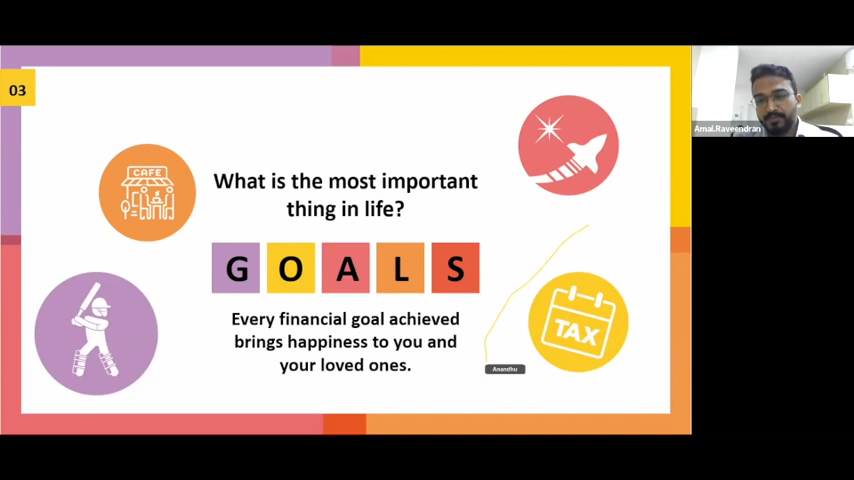 03
Amal.Raveendran
CAFE
What is the most important
thing in life?
G O A L S
Every financial goal achieved
brings happiness to you and
your loved ones.
TAX
Anandhu